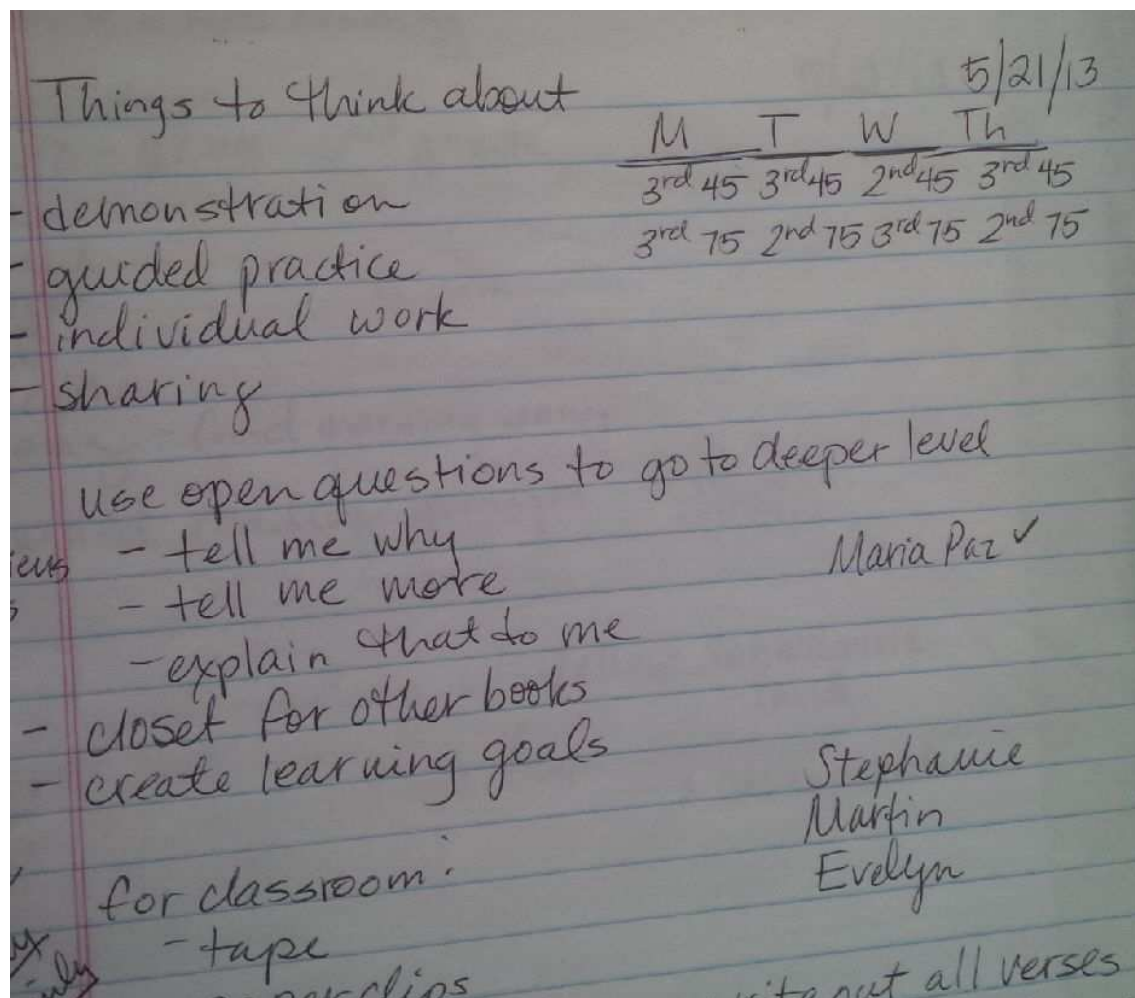 5/21/13
Things to think about
M T W Th
3rd 45 3rd 45 2nd 45 3rd 45
3rd 75 2nd 75 3rd 75 2nd 75
- demonstration
- guided practice
- individual work
- sharing
use open questions to go to deeper level
- tell me why
Maria Paz ✓
- tell me more
- explain that to me
- closet for other books
- create learning goals
Stephanie
Martin
Evelyn
for classroom:
- tape
clips
out all verses